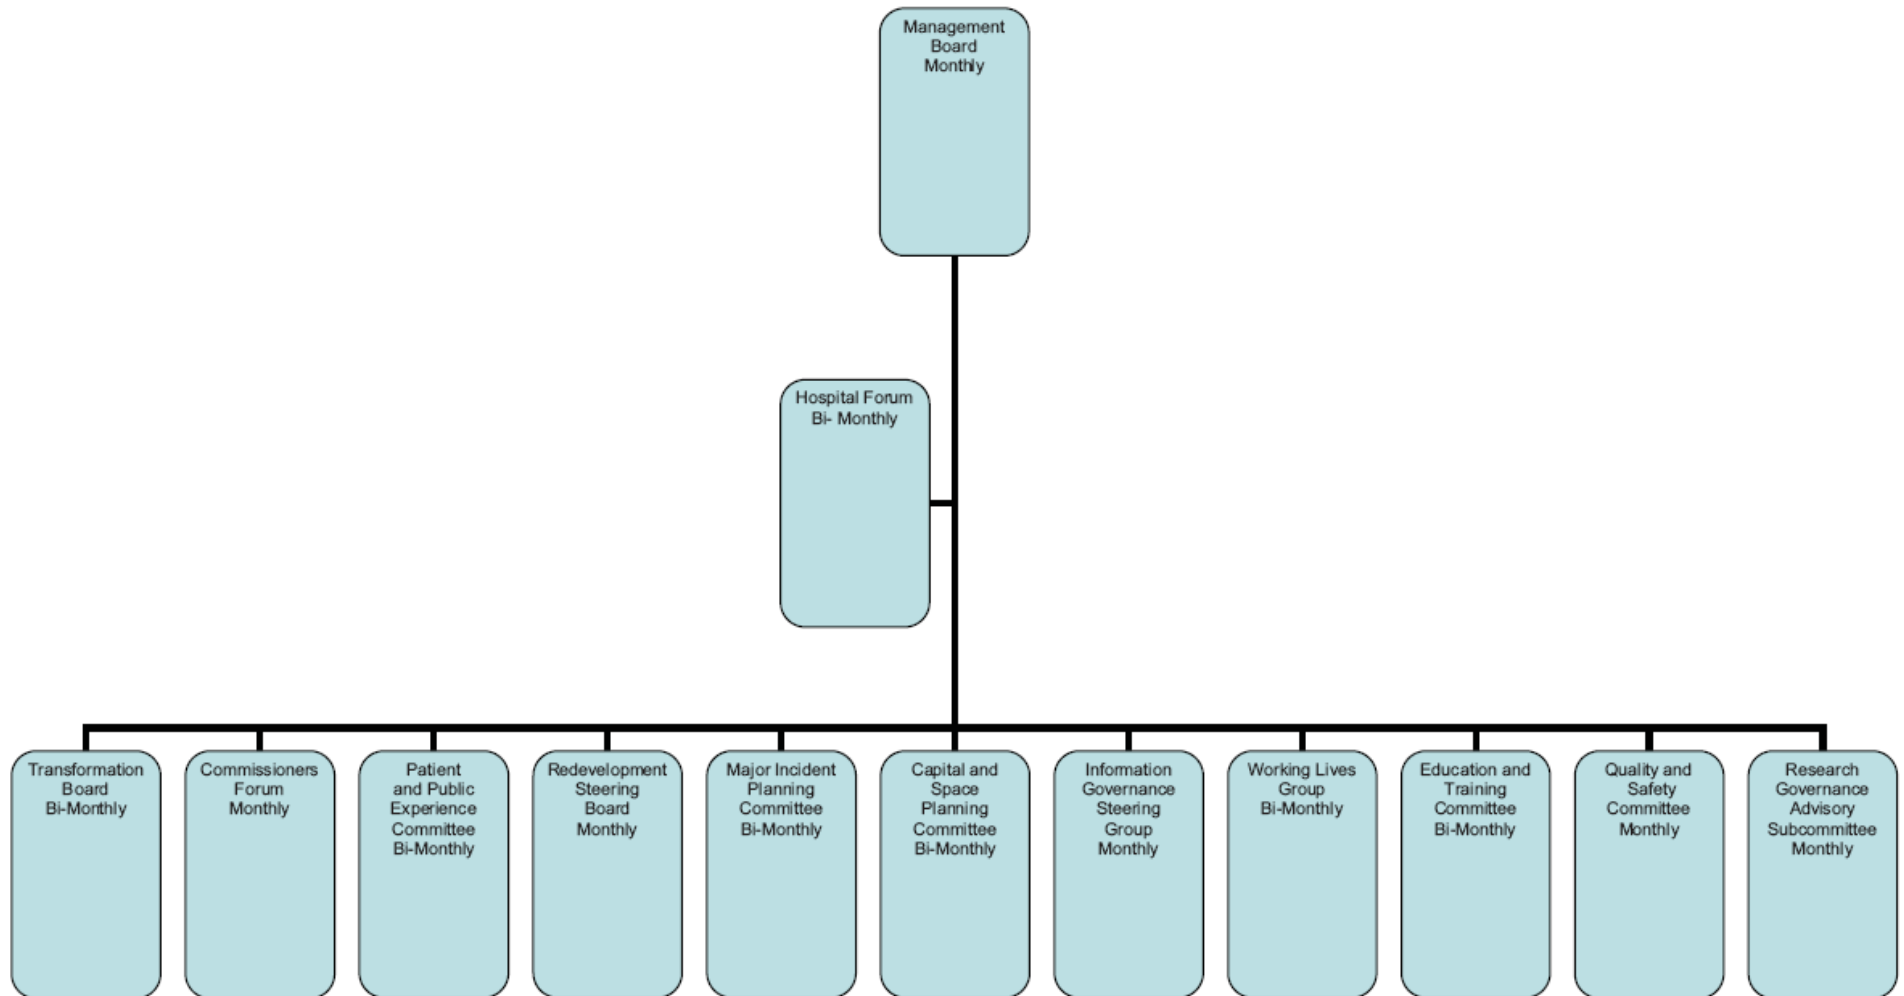 Management
Board
Monthly
Hospital Forum
Bi- Monthly
Transformation
Board
Bi-Monthly
Commissioners
Forum
Monthly
Patient
and Public
Experience
Committee
Bi-Monthly
Redevelopment
Steering
Board
Monthly
Major Incident
Planning
Committee
Bi-Monthly
Capital and
Space
Planning
Committee
Bi-Monthly
Information
Governance
Steering
Group
Monthly
Working Lives
Group
Bi-Monthly
Education and
Training
Committee
Bi-Monthly
Quality and
Safety
Committee
Monthly
Research
Governance
Advisory
Subcommittee
Monthly